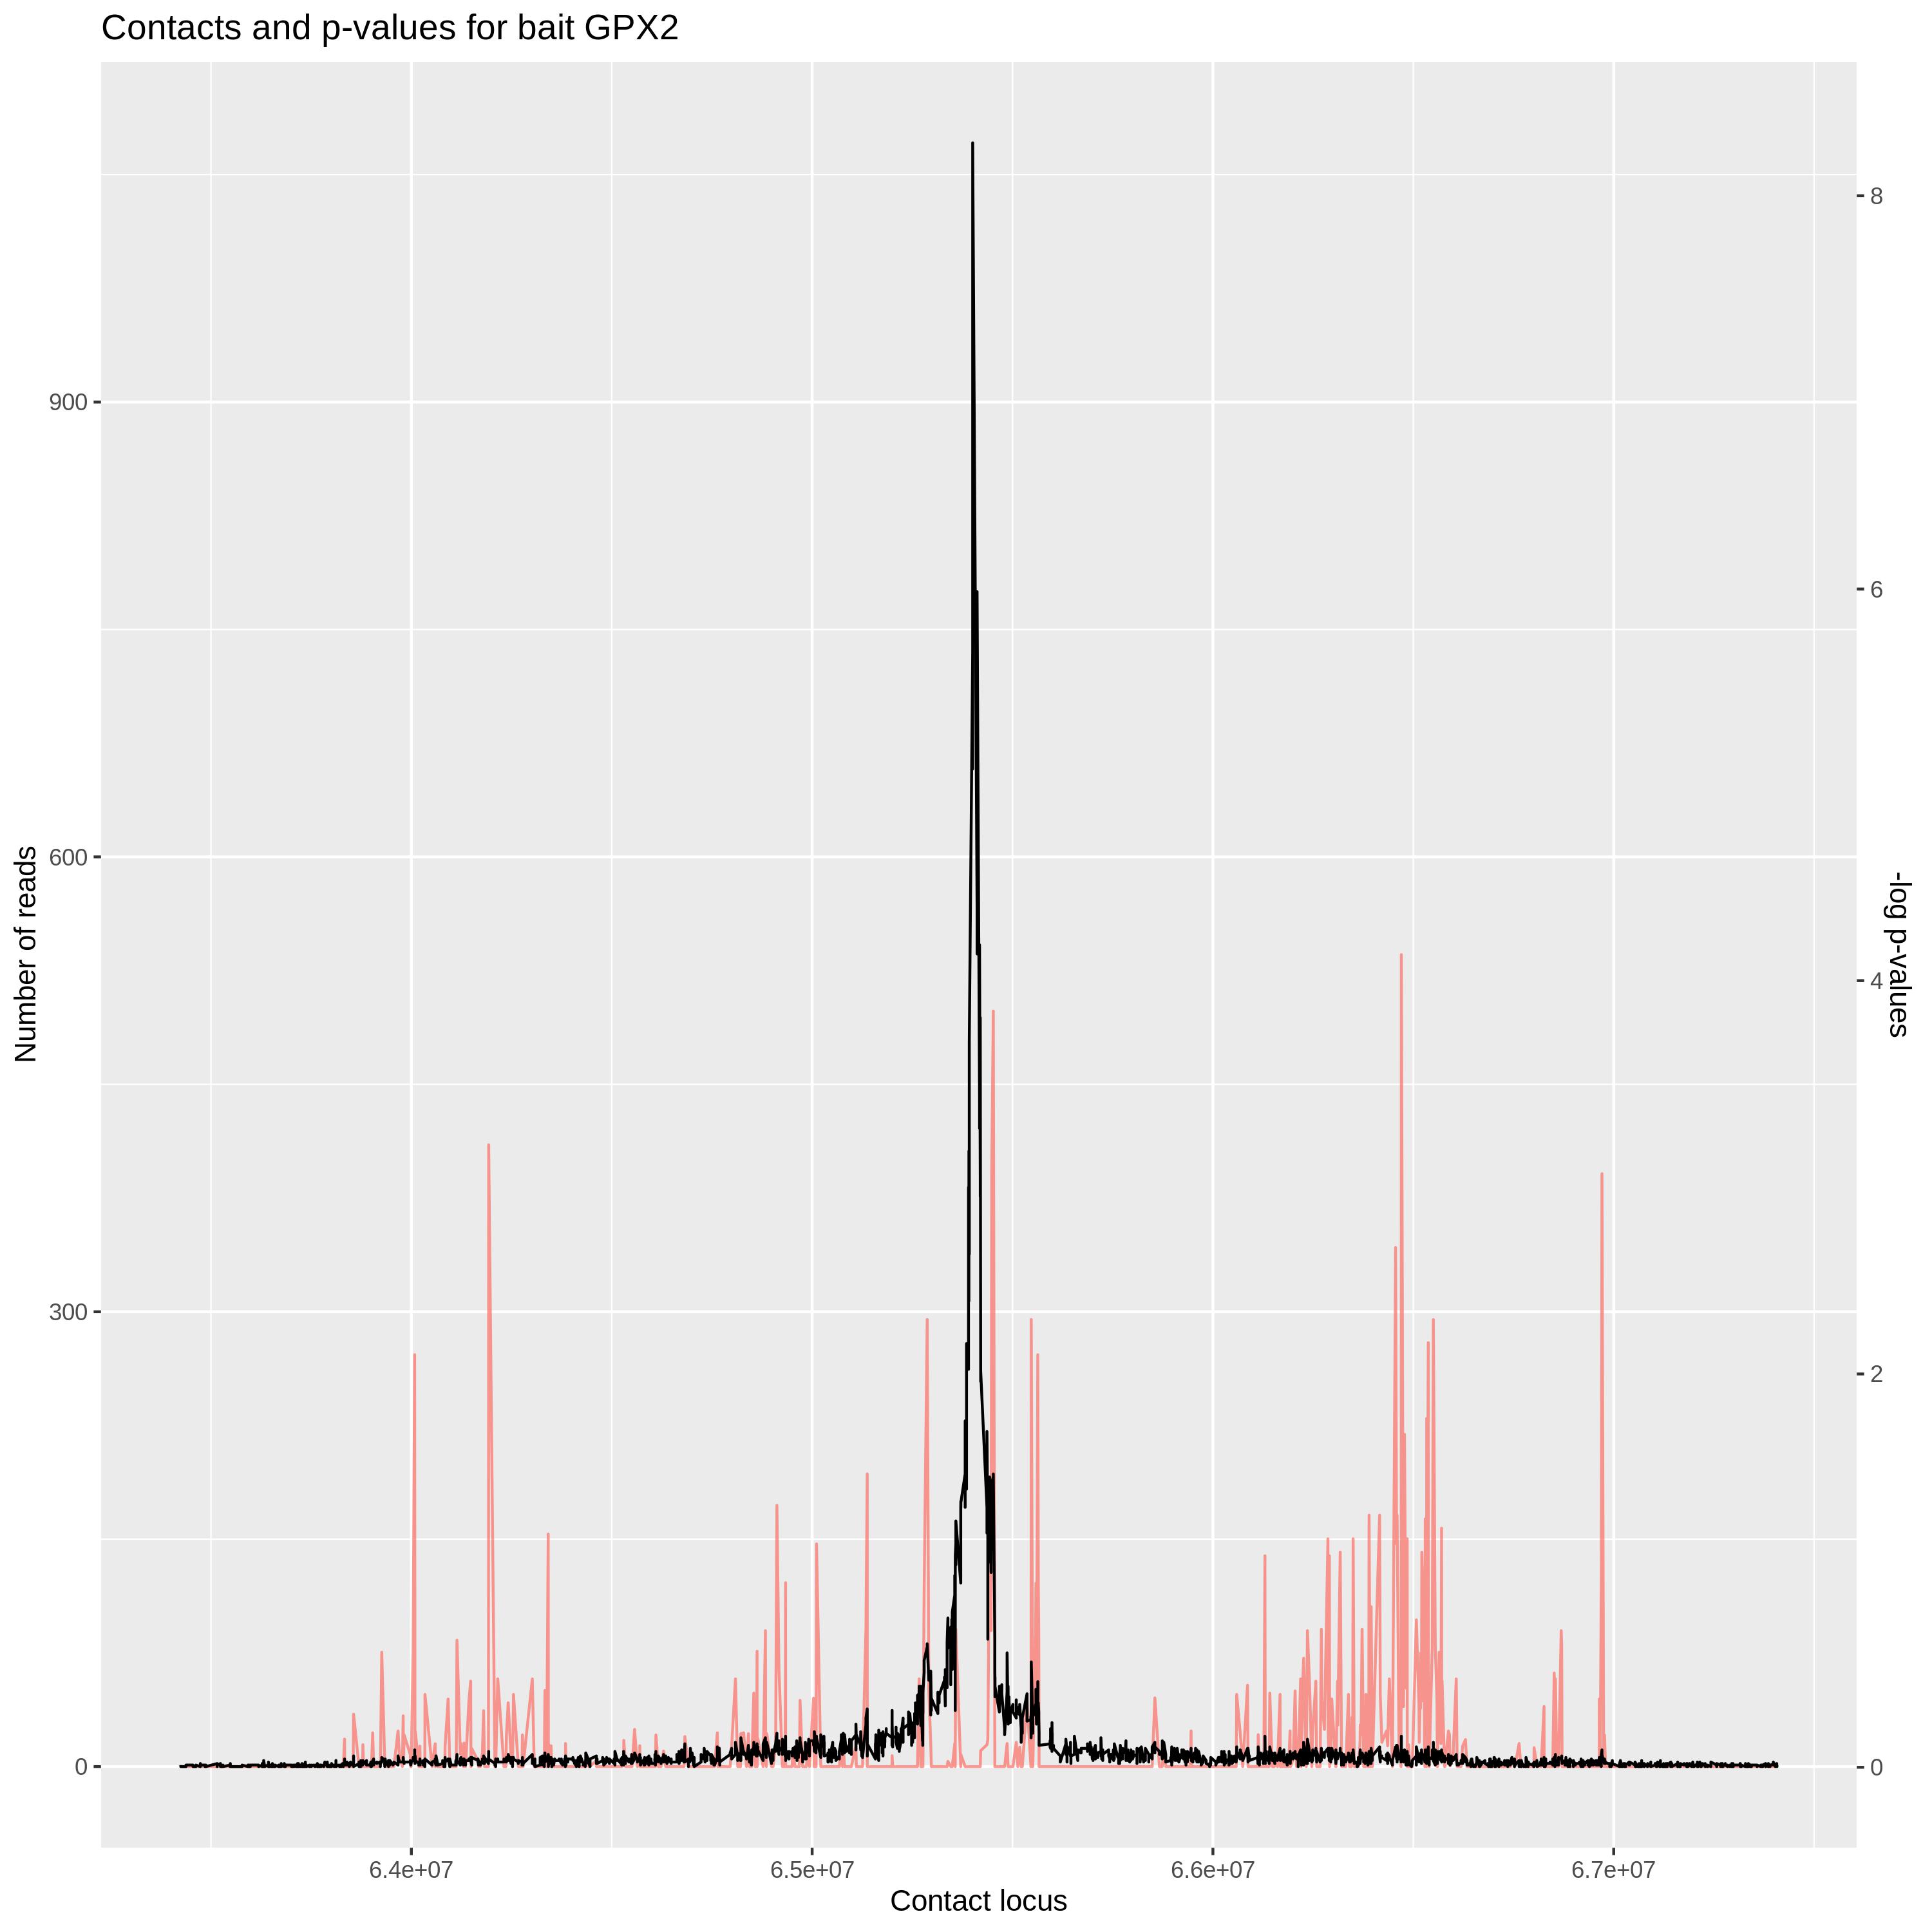 Contacts and p-values for bait GPX2
Number of reads
900
600
300
0
8
6
4
2
0
-log p-values
6.4e+07
6.5e+07
6.6e+07
6.7e+07
Contact locus